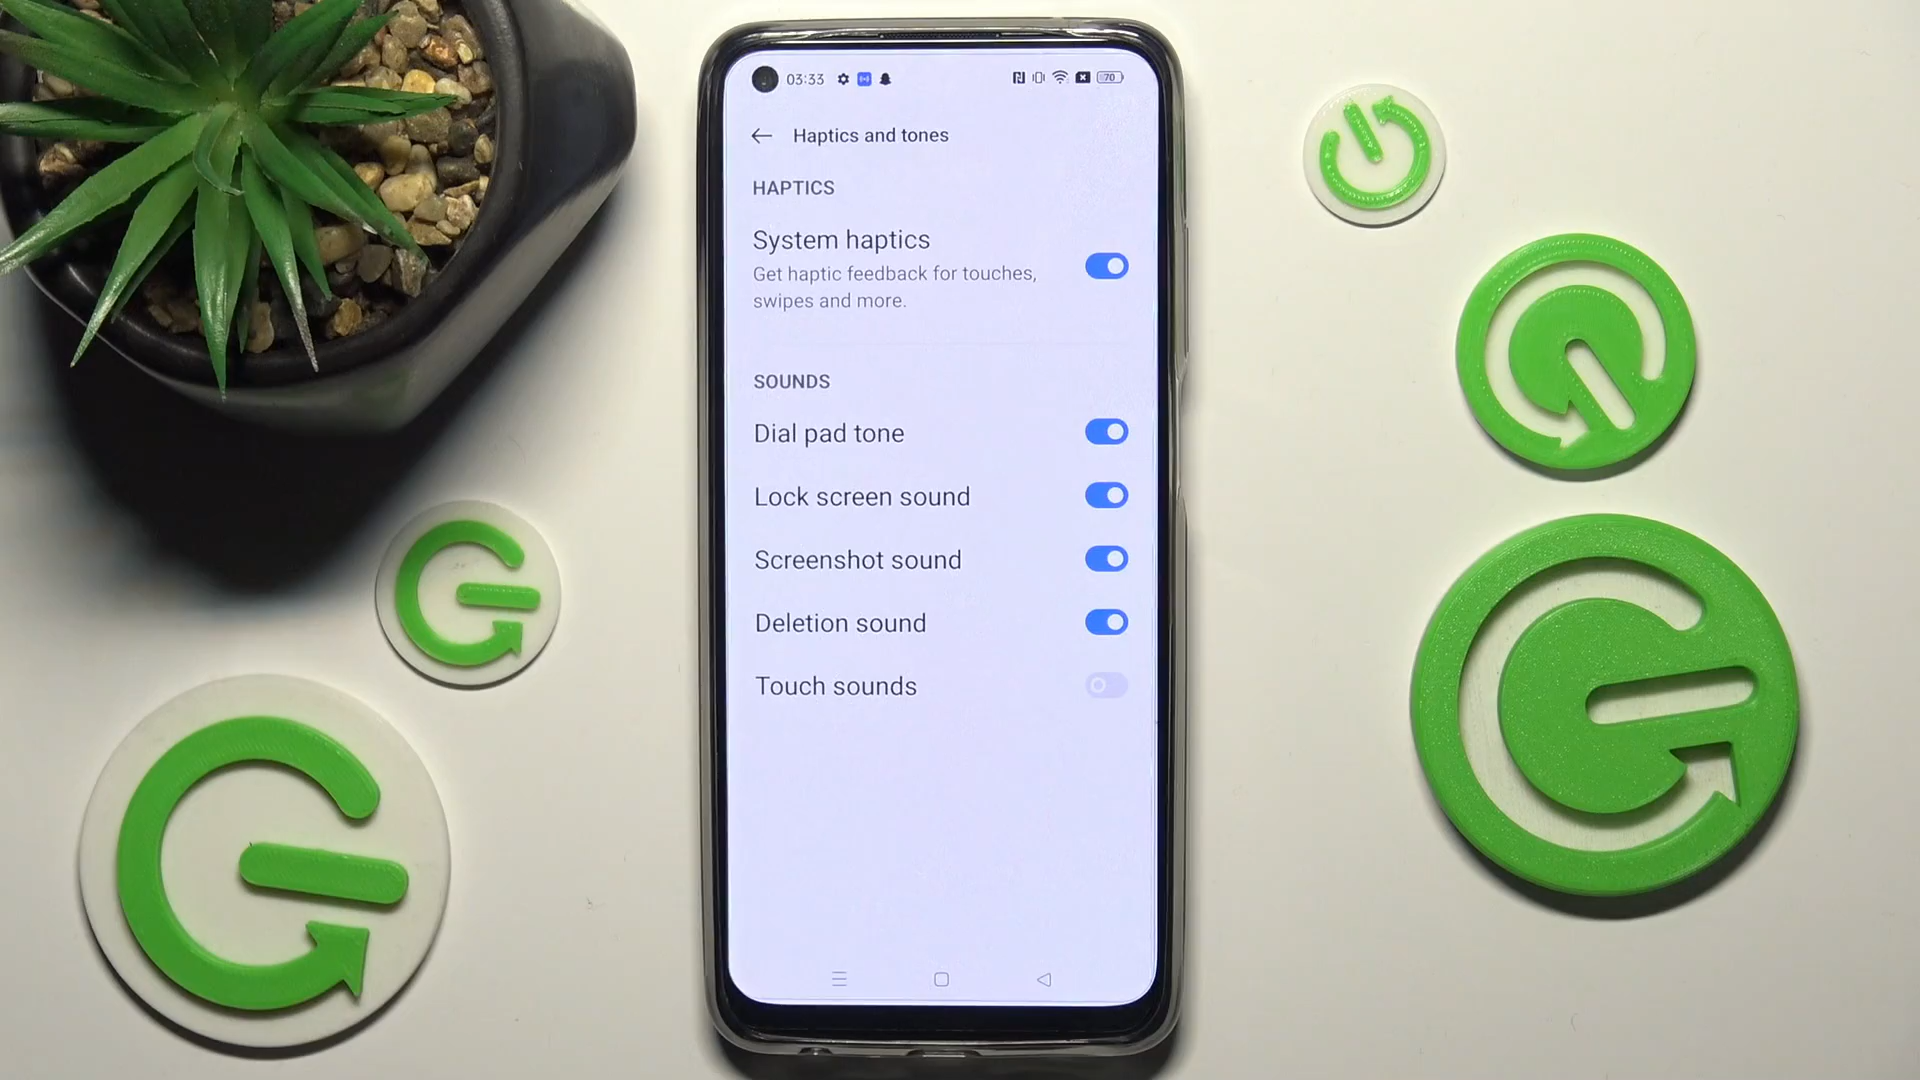 03:33
70
Haptics and tones
HAPTICS
System haptics
Get haptic feedback for touches,
swipes and more.
SOUNDS
Dial pad tone
Lock screen sound
Screenshot sound
Deletion sound
Touch sounds